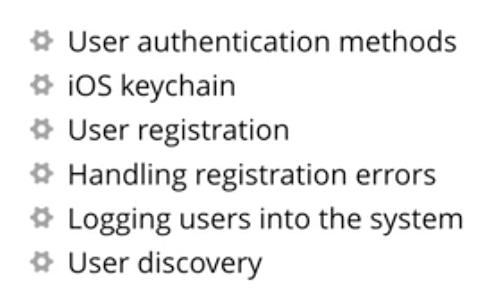 User authentication methods
iOS keychain
User registration
Handling registration errors
Logging users into the system
User discovery